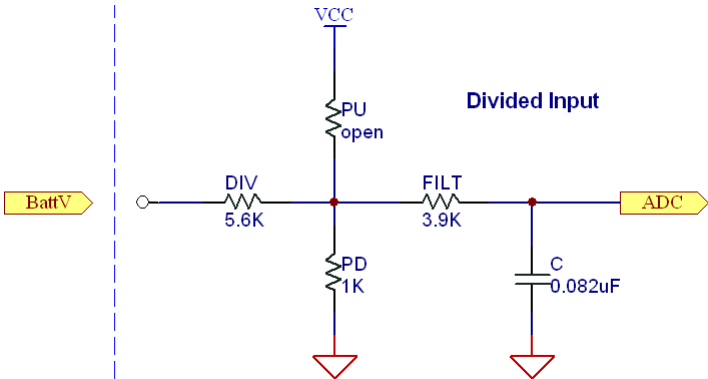 VCC
PU
open
Divided Input
BattV
DIV
5.6K
FILT
3.9K
ADC
PD
1K
C
0.082uF